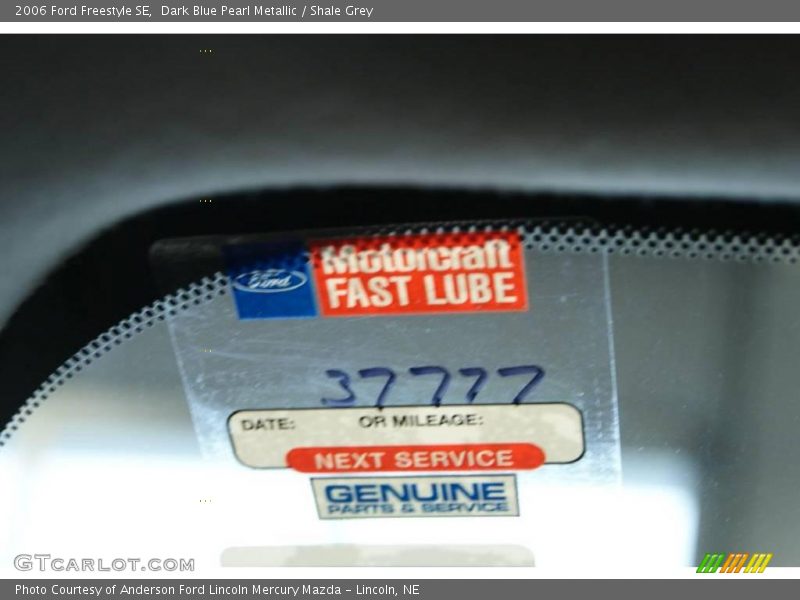 2006 Ford Freestyle SE, Dark Blue Pearl Metallic / Shale Grey
Ford
Motorcraft
FAST LUBE
37777
DATE: OR MILEAGE:
NEXT SERVICE
GENUINE
PARTS & SERVICE
GTCARLOT.COM
Photo Courtesy of Anderson Ford Lincoln Mercury Mazda - Lincoln, NE